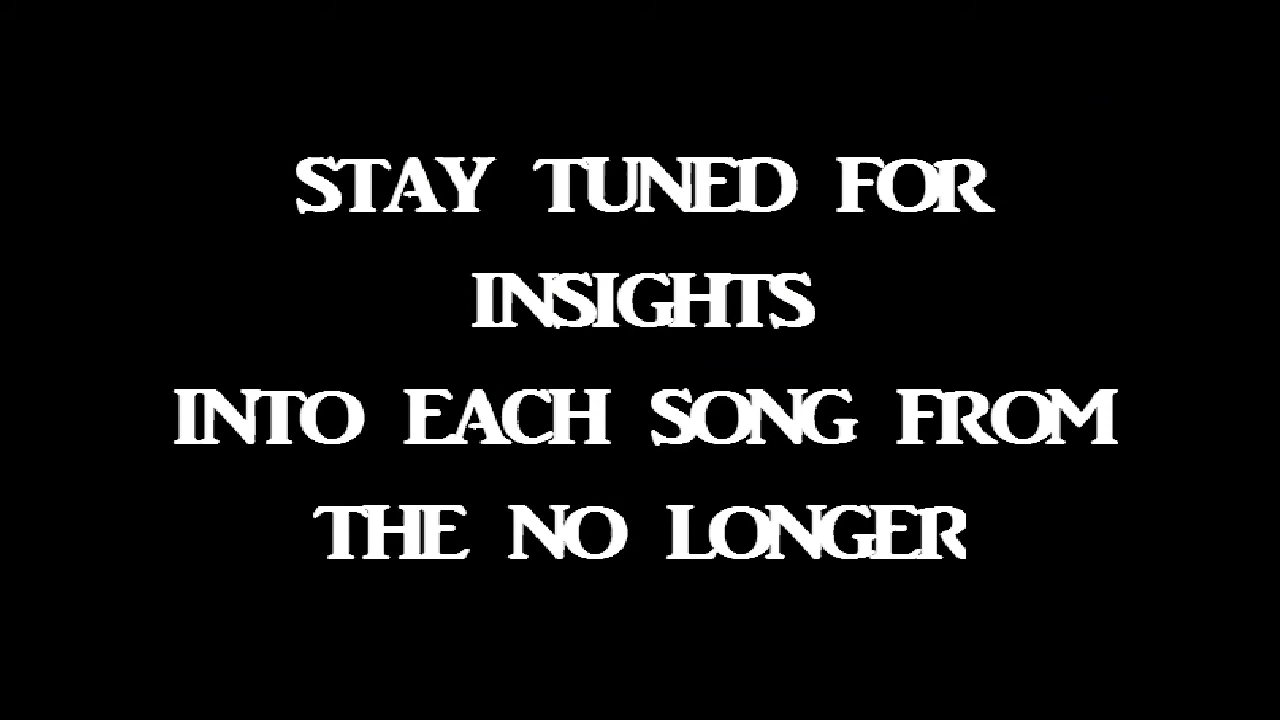 STAY TUNED FOR
INSIGHTS
INTO EACH SONG FROM
THE NO LONGER